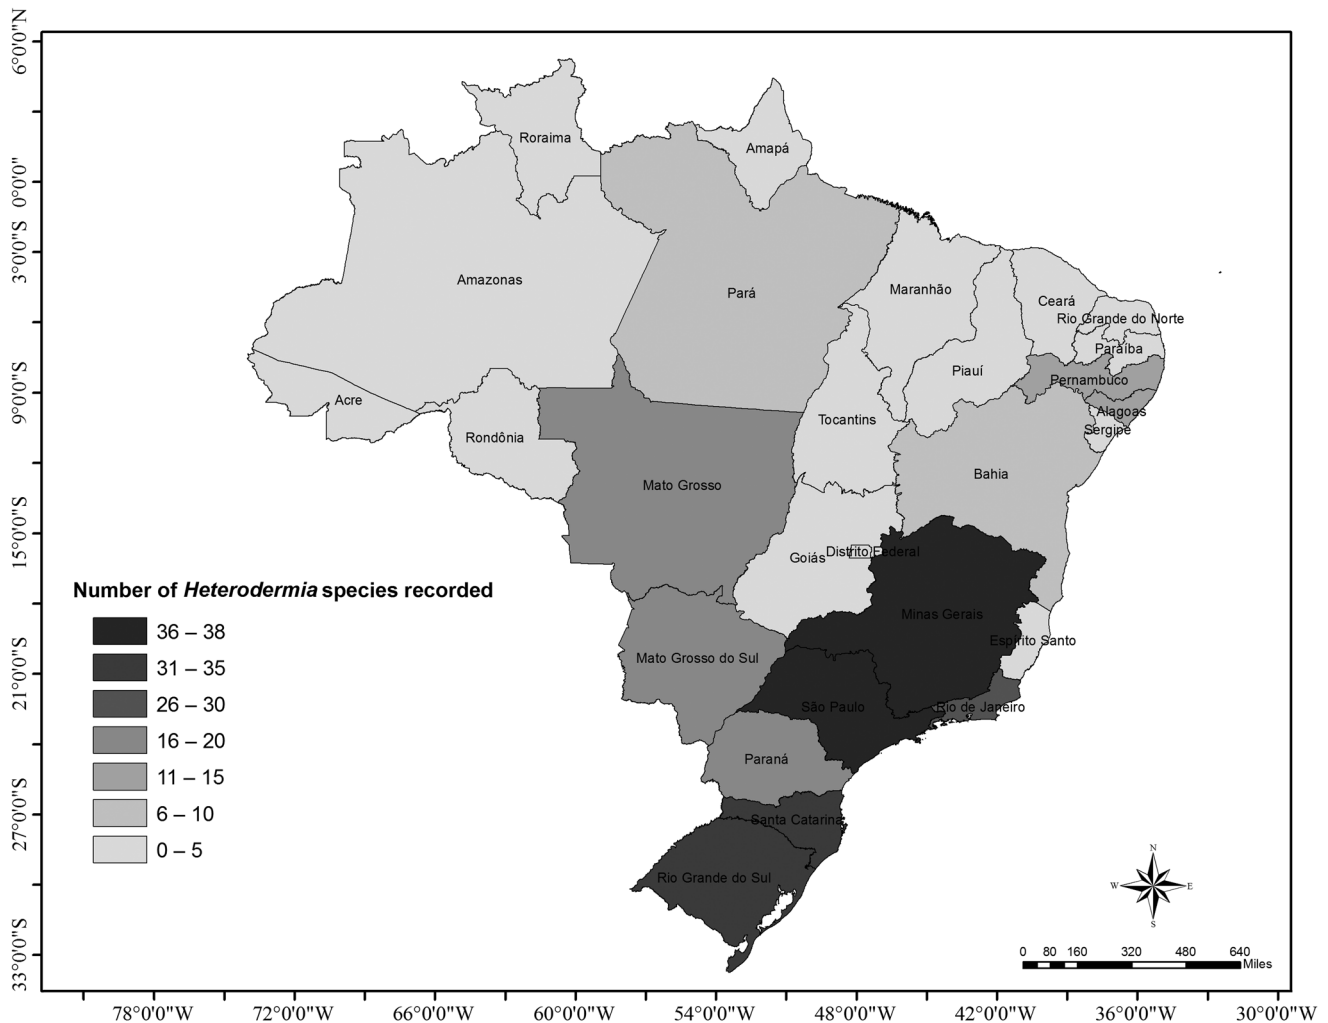 6°0'0"N
0°0'0"
3°0'0"S
9°0'0"S
15°0'0"S
21°0'0"S
27°0'0"S
33°0'0"S
Roraima
Amapá
Amazonas
Pará
Maranhão
Ceará
Rio Grande do Norte
Paraíba
Piauí
Pernambuco
Acre
Alagoas
Tocantins
Sergipe
Rondônia
Bahia
Mato Grosso
Distrito Federal
Goiás
Minas Gerais
Espírito Santo
Mato Grosso do Sul
São Paulo
Rio de Janeiro
Paraná
Santa Catarina
Rio Grande do Sul
Number of Heterodermia species recorded
36 – 38
31 – 35
26 – 30
16 – 20
11 – 15
6 – 10
0 – 5
N
W E
S
0 80 160 320 480 640
Miles
78°0'0"W 72°0'0"W 66°0'0"W 60°0'0"W 54°0'0"W 48°0'0"W 42°0'0"W 36°0'0"W 30°0'0"W